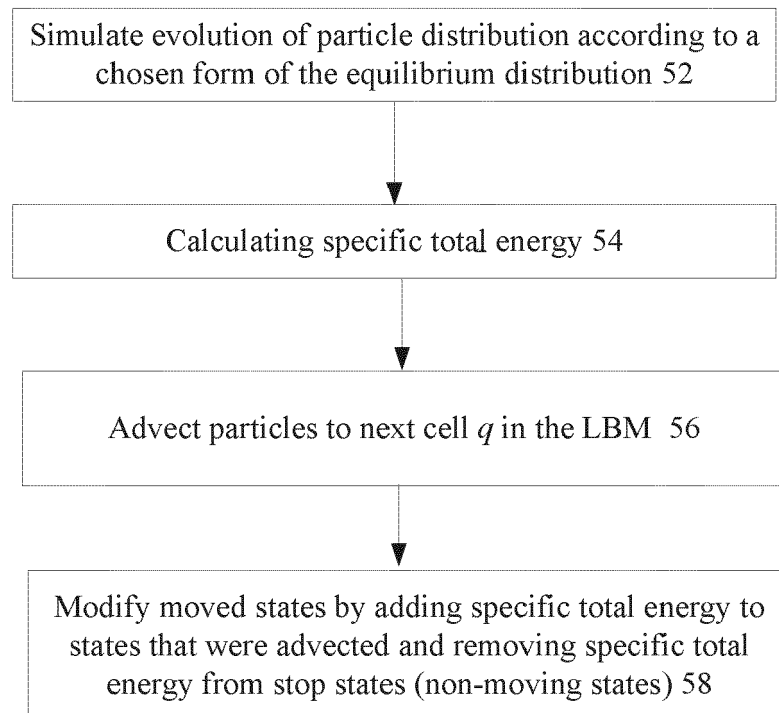 Simulate evolution of particle distribution according to a
chosen form of the equilibrium distribution 52
Calculating specific total energy 54
Advect particles to next cell q in the LBM 56
Modify moved states by adding specific total energy to
states that were advected and removing specific total
energy from stop states (non-moving states) 58